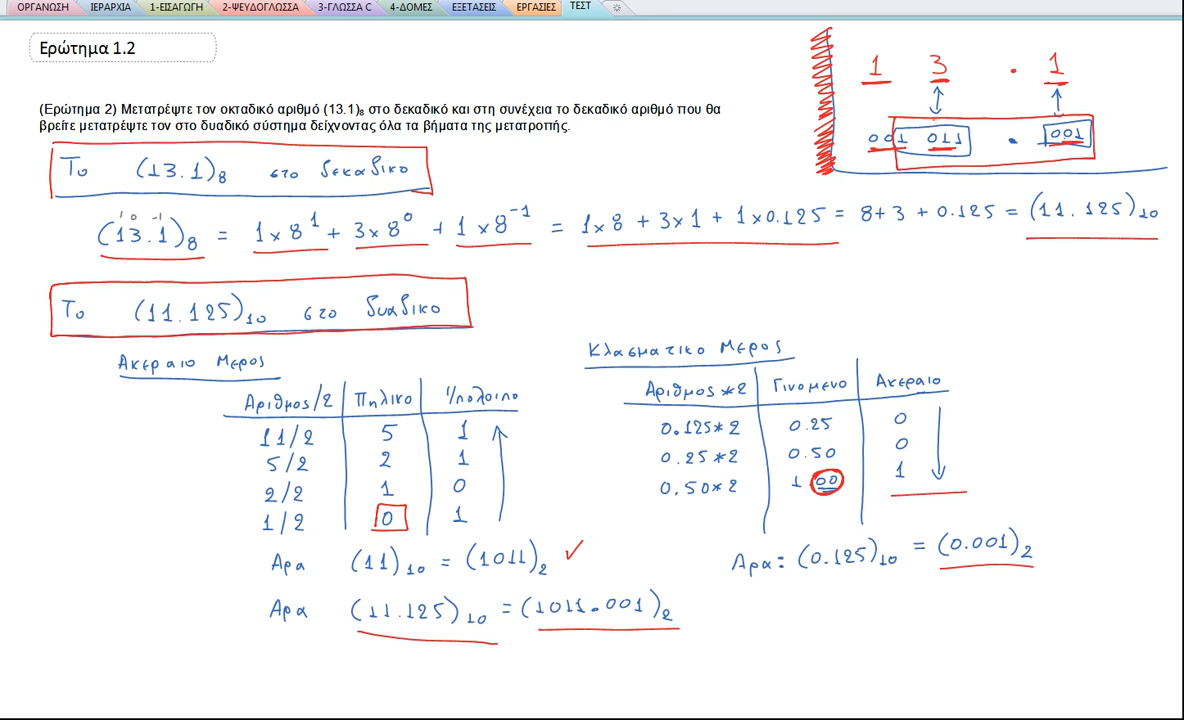 ΟΡΓΑΝΩΣΗ ΙΕΡΑΡΧΙΑ 1-ΕΙΣΑΓΩΓΗ 2-ΨΕΥΔΟΓΛΩΣΣΑ 3-ΓΛΩΣΣΑ C 4-ΔΟΜΕΣ ΕΞΕΤΑΣΕΙΣ ΕΡΓΑΣΙΕΣ ΤΕΣΤ
Ερώτημα 1.2
1 3 . 1
001 011 . 001
(Ερώτημα 2) Μετατρέψτε τον οκταδικό αριθμό (13.1)₈ στο δεκαδικό και στη συνέχεια το δεκαδικό αριθμό που θα
βρείτε μετατρέψτε τον στο δυαδικό σύστημα δείχνοντας όλα τα βήματα της μετατροπής.
Το (13.1)₈ στο δεκαδικο
1 0 -1
(13.1)₈ = 1×8¹ + 3×8⁰ + 1×8⁻¹ = 1×8 + 3×1 + 1×0.125 = 8+3+0.125 = (11.125)₁₀
Το (11.125)₁₀ στο δυαδικο
Ακεραιο Μερος
Αριθμος/2 Πηλικο Υπολοιπο
11/2 5 1
5/2 2 1
2/2 1 0
1/2 0 1
Αρα (11)₁₀ = (1011)₂ ✓
Αρα (11.125)₁₀ = (1011.001)₂
Κλασματικο Μερος
Αριθμος*2 Γινομενο Ακεραιο
0.125*2 0.25 0
0.25*2 0.50 0
0.50*2 1.00 1
Αρα: (0.125)₁₀ = (0.001)₂